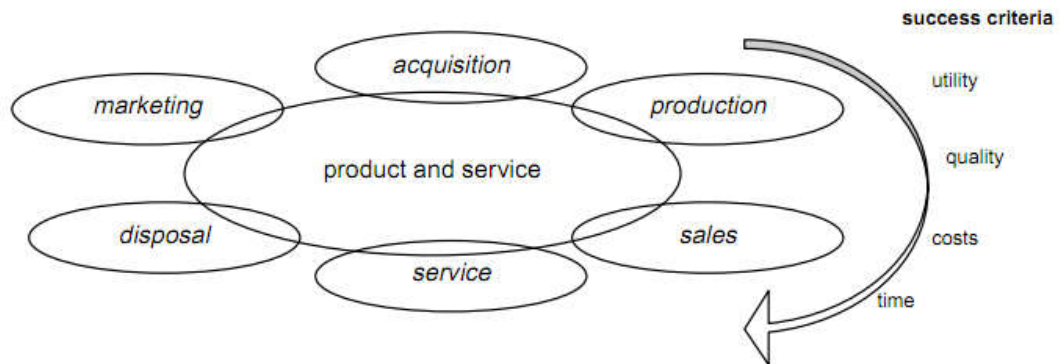 success criteria
acquisition
utility
marketing
production
quality
product and service
disposal
sales
costs
service
time